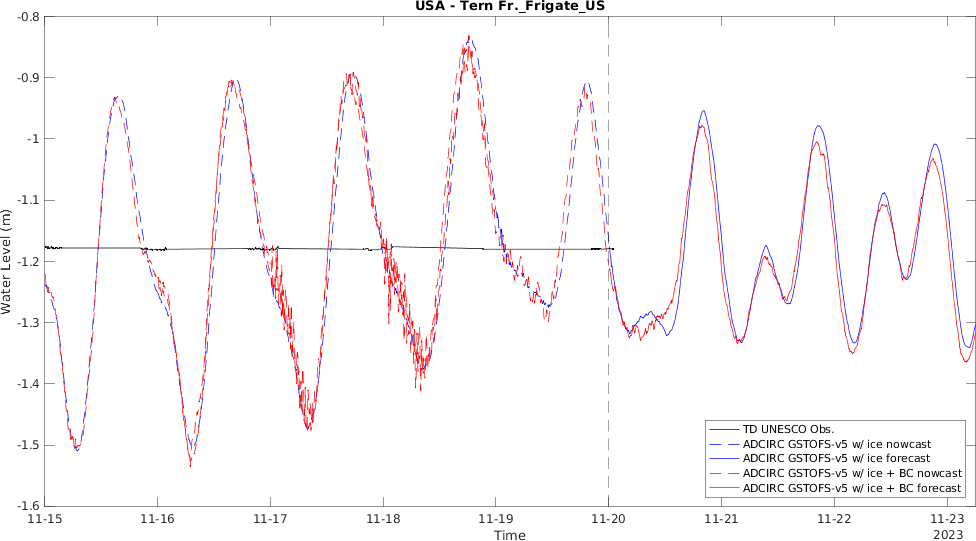 USA - Tern Fr._Frigate_US
-0.8
-0.9
-1
-1.1
-1.2
-1.3
-1.4
-1.5
-1.6
Water Level (m)
11-15 11-16 11-17 11-18 11-19 11-20 11-21 11-22 11-23
Time
2023
TD UNESCO Obs.
ADCIRC GSTOFS-v5 w/ ice nowcast
ADCIRC GSTOFS-v5 w/ ice forecast
ADCIRC GSTOFS-v5 w/ ice + BC nowcast
ADCIRC GSTOFS-v5 w/ ice + BC forecast